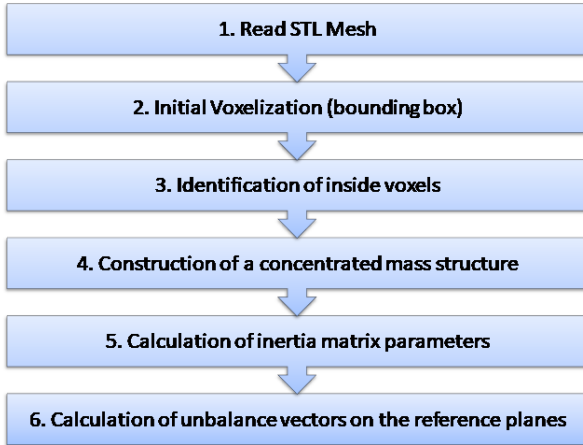 1. Read STL Mesh
2. Initial Voxelization (bounding box)
3. Identification of inside voxels
4. Construction of a concentrated mass structure
5. Calculation of inertia matrix parameters
6. Calculation of unbalance vectors on the reference planes